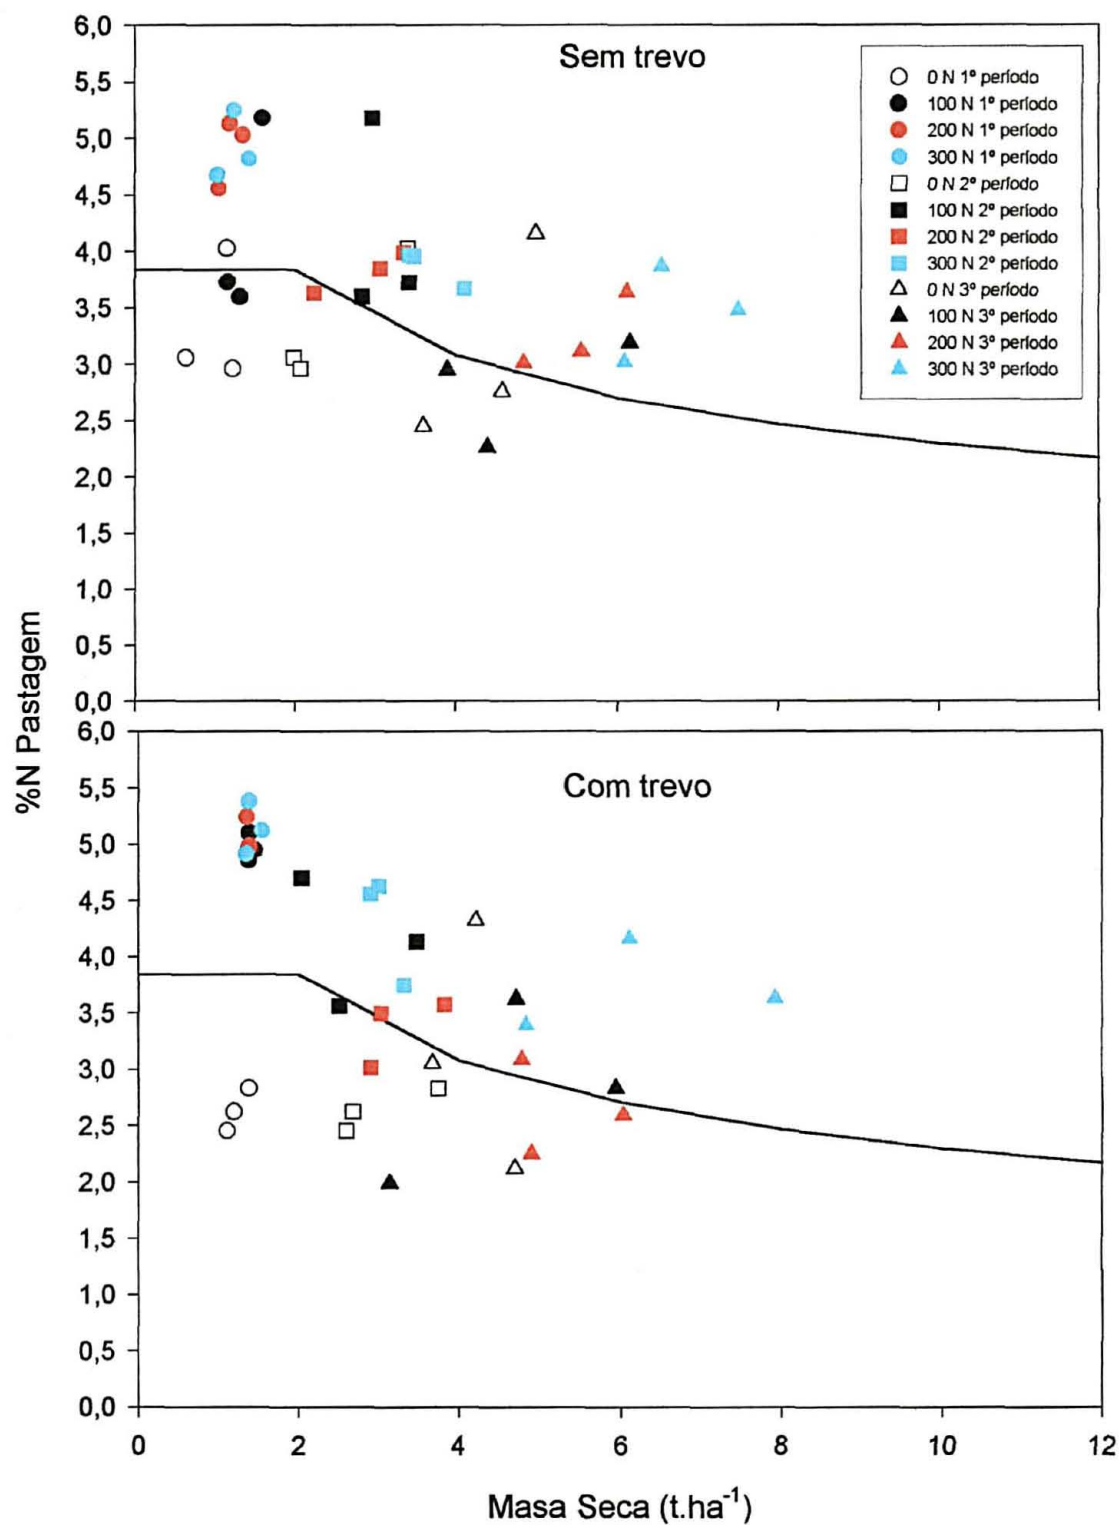 6,0
Sem trevo
5,5
5,0
4,5
4,0
3,5
3,0
2,5
2,0
1,5
1,0
0,5
0,0
0 N 1º período
100 N 1º período
200 N 1º período
300 N 1º período
0 N 2º período
100 N 2º período
200 N 2º período
300 N 2º período
0 N 3º período
100 N 3º período
200 N 3º período
300 N 3º período
%N Pastagem
6,0
Com trevo
5,5
5,0
4,5
4,0
3,5
3,0
2,5
2,0
1,5
1,0
0,5
0,0
0 2 4 6 8 10 12
Masa Seca (t.ha⁻¹)